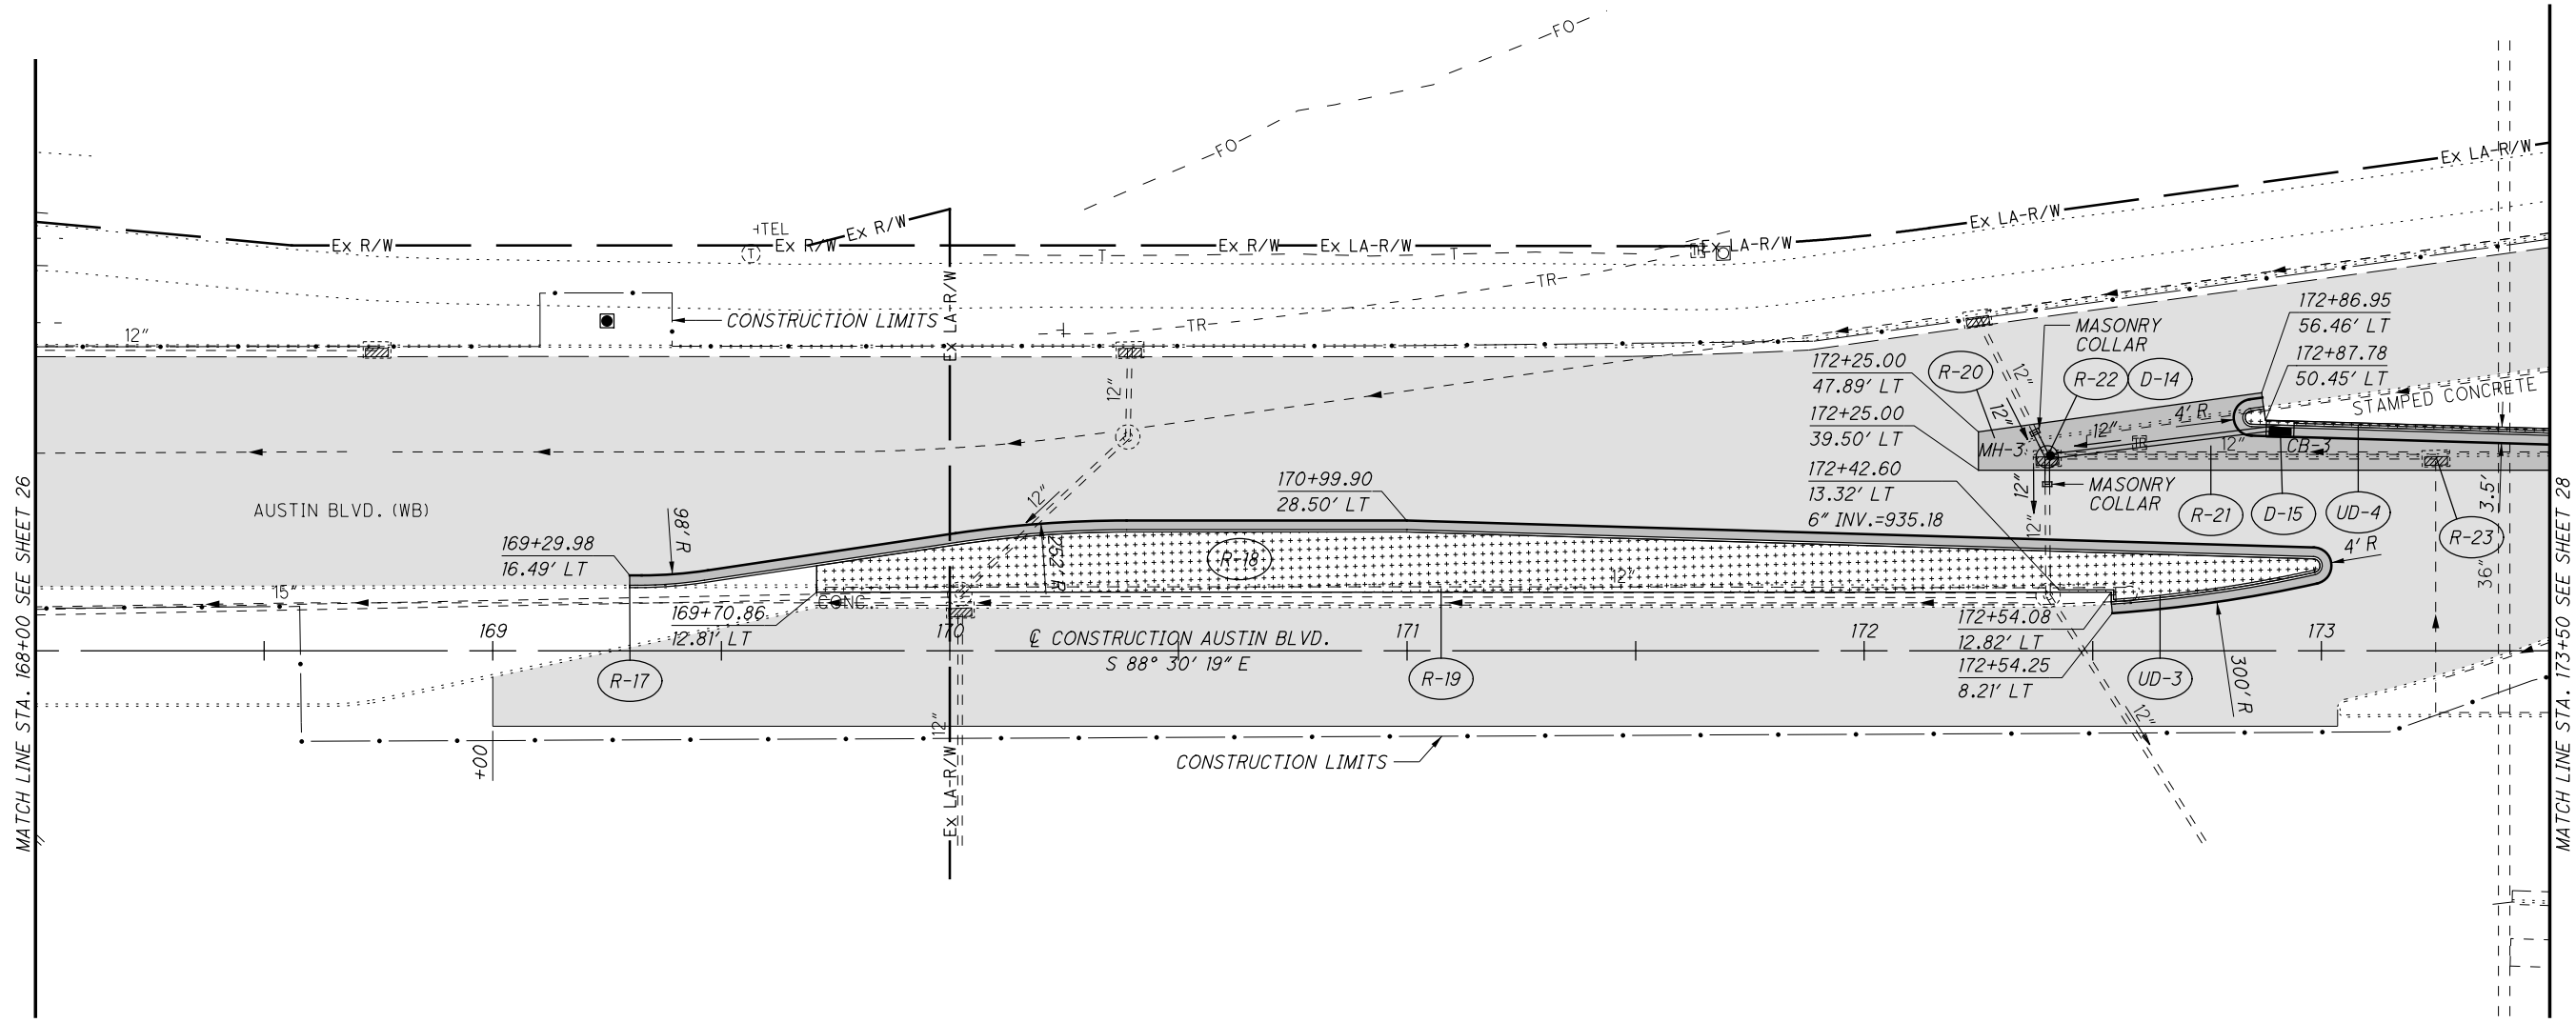 FO
FO
Ex LA-R/W
Ex LA-R/W
Ex R/W
TEL
T
Ex R/W
Ex R/W
Ex R/W
Ex LA-R/W
Ex LA-R/W
T
T
TR
TR
12"
CONSTRUCTION LIMITS
Ex LA-R/W
172+86.95
56.46' LT
172+87.78
50.45' LT
MASONRY
COLLAR
172+25.00
47.89' LT
R-20
R-22
D-14
12"
12"
12"
4' R
STAMPED CONCRETE
172+25.00
39.50' LT
MH-3
12"
12"
CB-3
172+42.60
13.32' LT
6" INV.=935.18
MASONRY
COLLAR
12"
12"
R-21
D-15
UD-4
3.5'
R-23
AUSTIN BLVD. (WB)
98' R
12"
170+99.90
28.50' LT
169+29.98
16.49' LT
252' R
R-18
4' R
36"
15"
12"
CONC.
169+70.86
12.81' LT
169
170
171
172
173
℄ CONSTRUCTION AUSTIN BLVD.
S 88° 30' 19" E
172+54.08
12.82' LT
172+54.25
8.21' LT
R-17
R-19
UD-3
300' R
12"
12"
+00
CONSTRUCTION LIMITS
Ex LA-R/W
MATCH LINE STA. 168+00 SEE SHEET 26
MATCH LINE STA. 173+50 SEE SHEET 28